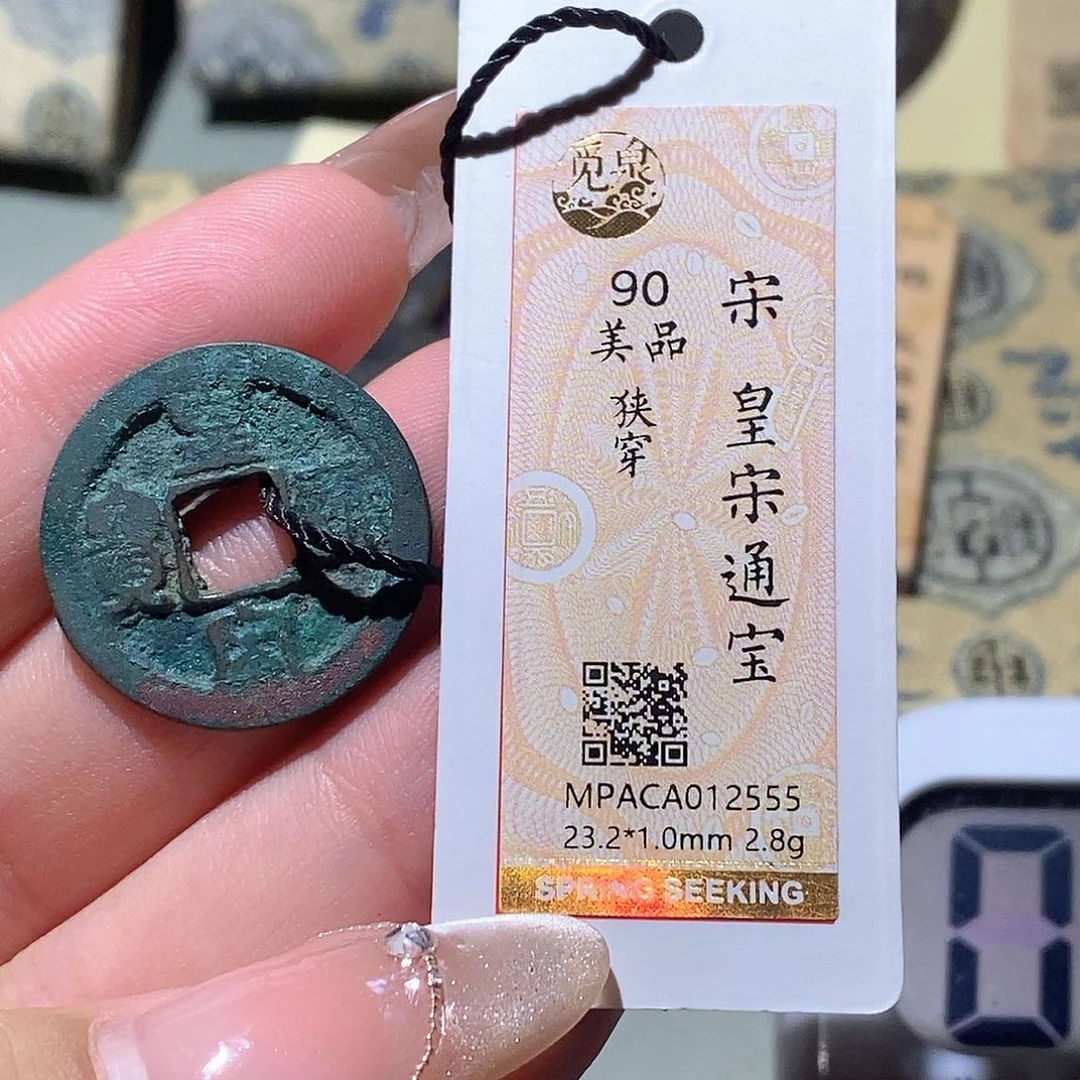 觅泉
90
美品
狭穿
宋 皇宋通宝
MPACA012555
23.2*1.0mm 2.8g
SPRING SEEKING
0